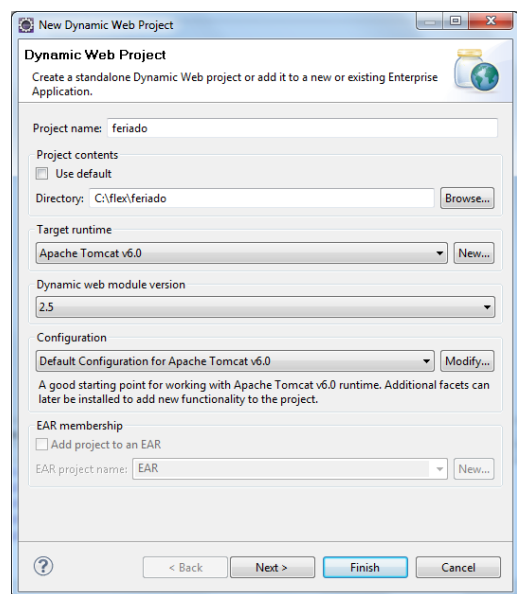 New Dynamic Web Project
Dynamic Web Project
Create a standalone Dynamic Web project or add it to a new or existing Enterprise
Application.
Project name: feriado
Project contents
Use default
Directory: C:\flex\feriado Browse...
Target runtime
Apache Tomcat v6.0 New...
Dynamic web module version
2.5
Configuration
Default Configuration for Apache Tomcat v6.0 Modify...
A good starting point for working with Apache Tomcat v6.0 runtime. Additional facets can
later be installed to add new functionality to the project.
EAR membership
Add project to an EAR
EAR project name: EAR New...
? < Back Next > Finish Cancel